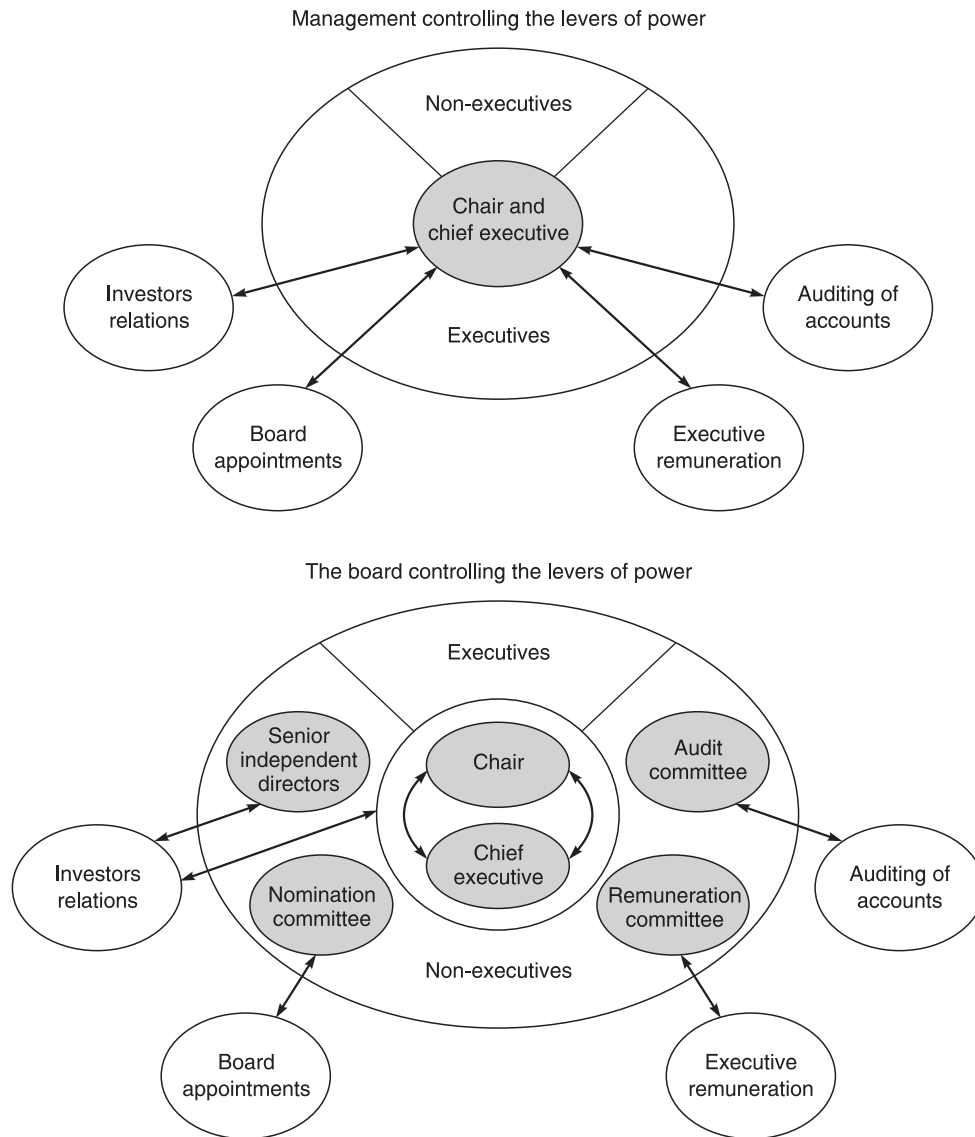 Management controlling the levers of power
Non-executives
Chair and
chief executive
Investors
relations
Auditing of
accounts
Executives
Board
appointments
Executive
remuneration
The board controlling the levers of power
Executives
Senior
independent
directors
Chair
Audit
committee
Investors
relations
Chief
executive
Nomination
committee
Remuneration
committee
Auditing of
accounts
Non-executives
Board
appointments
Executive
remuneration